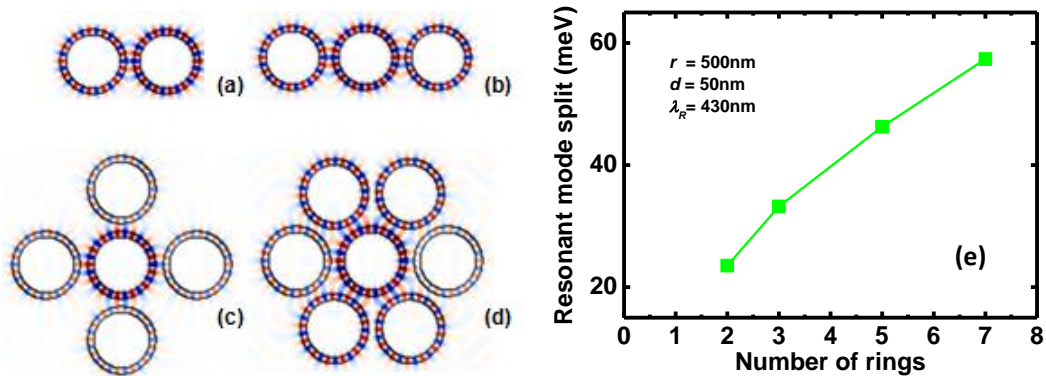 (a)
(b)
(c)
(d)
Resonant mode split (meV)
60
40
20
r = 500nm
d = 50nm
λR = 430nm
(e)
0 1 2 3 4 5 6 7 8
Number of rings